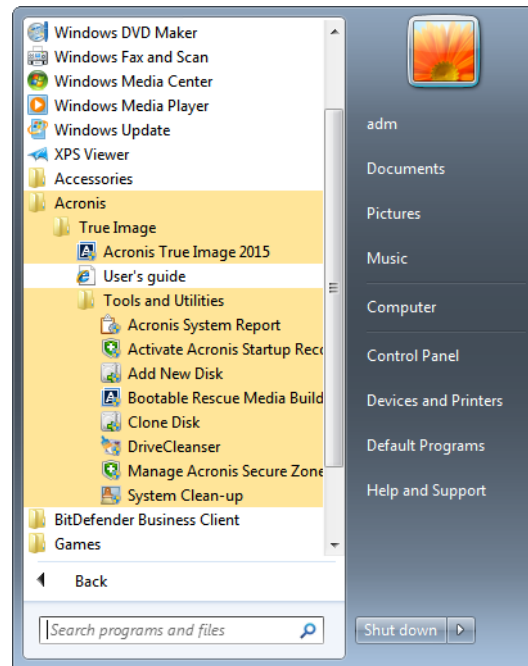 Windows DVD Maker
Windows Fax and Scan
Windows Media Center
Windows Media Player
Windows Update
XPS Viewer
Accessories
Acronis
True Image
Acronis True Image 2015
User's guide
Tools and Utilities
Acronis System Report
Activate Acronis Startup Reco
Add New Disk
Bootable Rescue Media Build
Clone Disk
DriveCleanser
Manage Acronis Secure Zone
System Clean-up
BitDefender Business Client
Games
Back
Search programs and files
adm
Documents
Pictures
Music
Computer
Control Panel
Devices and Printers
Default Programs
Help and Support
Shut down